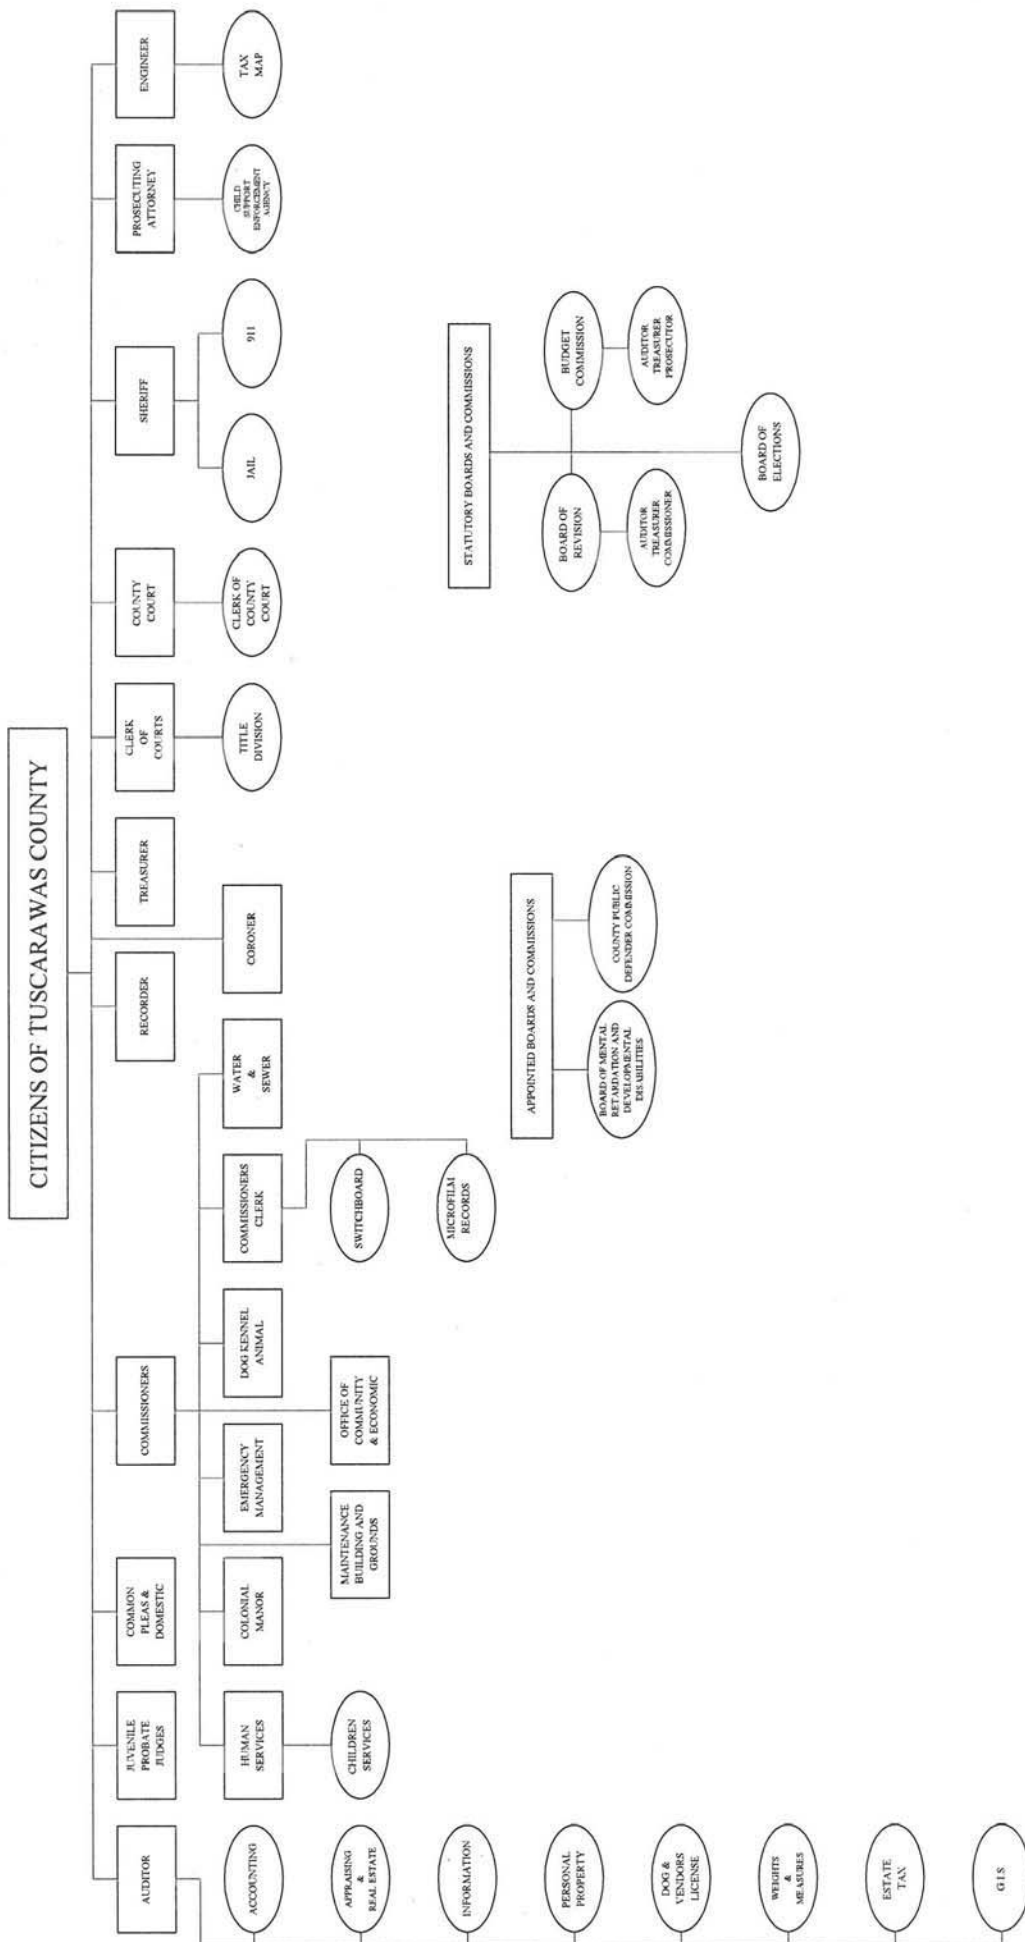 CITIZENS OF TUSCARAWAS COUNTY
AUDITOR
JUVENILE
PROBATE
JUDGES
COMMON
PLEAS &
DOMESTIC
COMMISSIONERS
RECORDER
TREASURER
CLERK
OF
COURTS
COUNTY
COURT
SHERIFF
PROSECUTING
ATTORNEY
ENGINEER
ACCOUNTING
HUMAN
SERVICES
COLONIAL
MANOR
EMERGENCY
MANAGEMENT
DOG KENNEL
ANIMAL
COMMISSIONERS
CLERK
WATER
&
SEWER
CORONER
TITLE
DIVISION
CLERK OF
COUNTY
COURT
JAIL
911
CHILD
SUPPORT
ENFORCEMENT
AGENCY
TAX
MAP
APPRAISING
&
REAL ESTATE
CHILDREN
SERVICES
MAINTENANCE
BUILDING AND
GROUNDS
OFFICE OF
COMMUNITY
& ECONOMIC
SWITCHBOARD
INFORMATION
MICROFILM
RECORDS
PERSONAL
PROPERTY
DOG &
VENDORS
LICENSE
WEIGHTS
&
MEASURES
ESTATE
TAX
G.I.S.
APPOINTED BOARDS AND COMMISSIONS
BOARD OF MENTAL
RETARDATION AND
DEVELOPMENTAL
DISABILITIES
COUNTY PUBLIC
DEFENDER COMMISSION
STATUTORY BOARDS AND COMMISSIONS
BOARD OF
REVISION
BUDGET
COMMISSION
AUDITOR
TREASURER
COMMISSIONER
AUDITOR
TREASURER
PROSECUTOR
BOARD OF
ELECTIONS